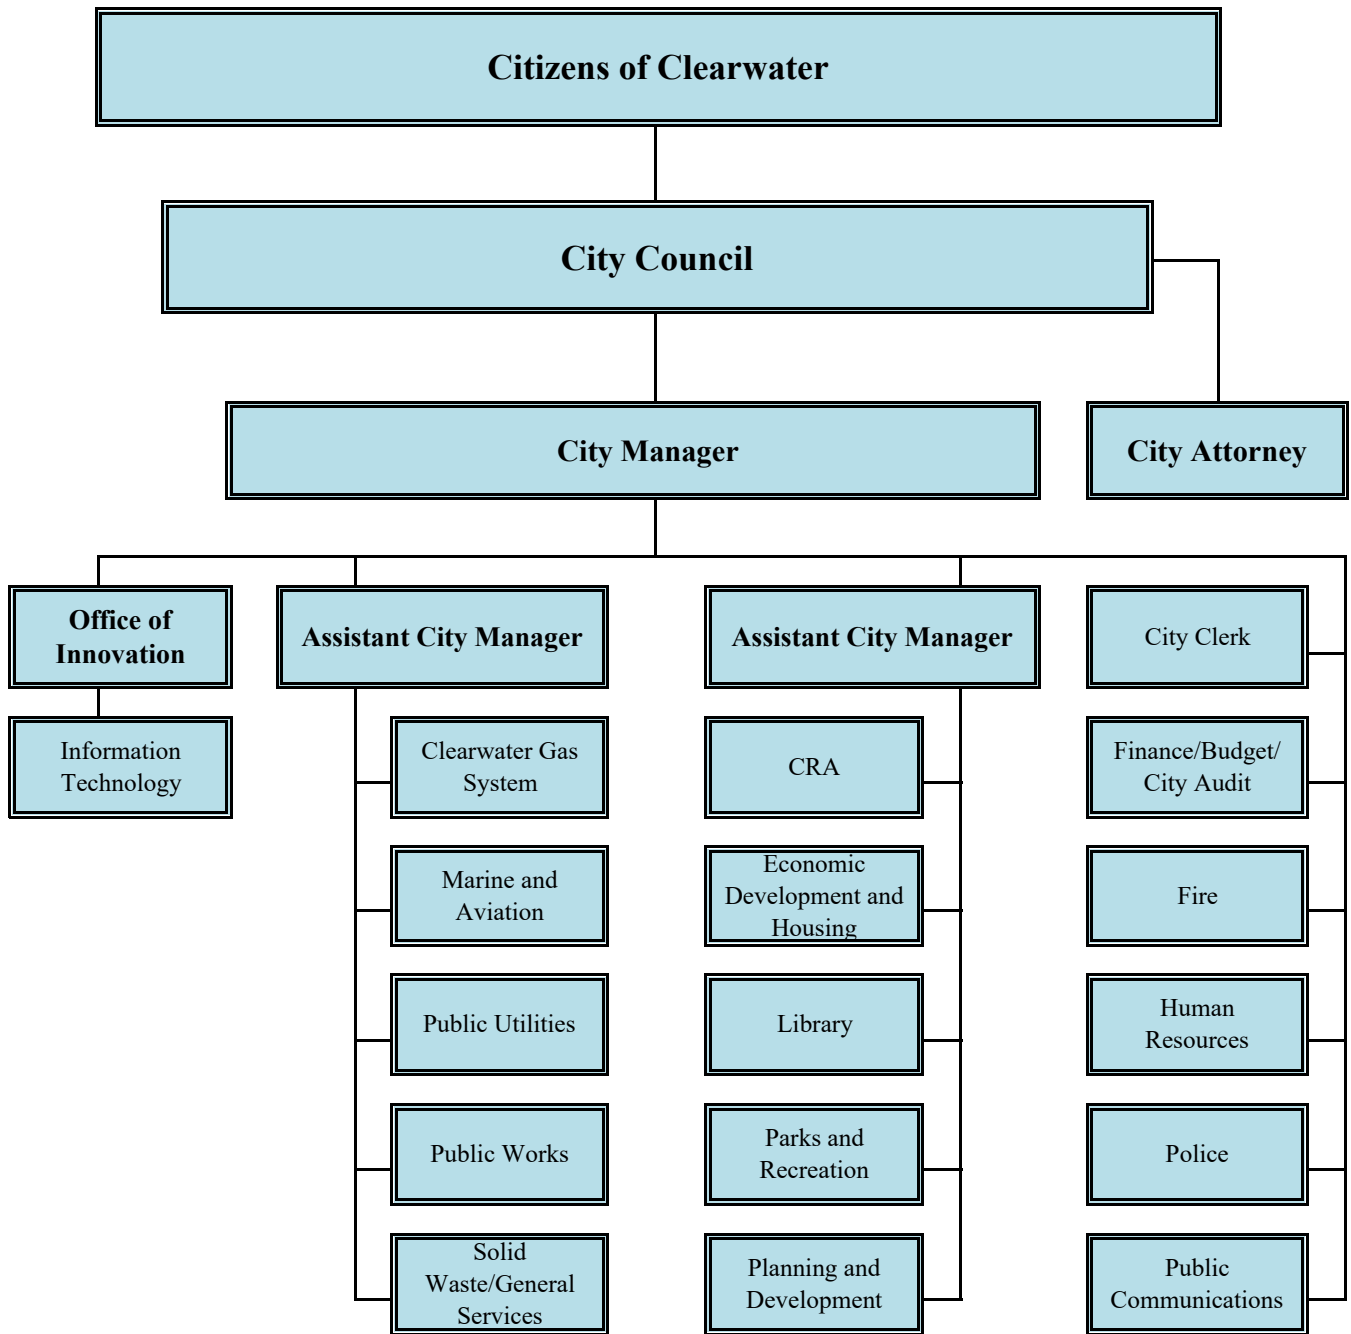 Citizens of Clearwater
City Council
City Manager
City Attorney
Office of
Innovation
Assistant City Manager
Assistant City Manager
City Clerk
Information
Technology
Clearwater Gas
System
CRA
Finance/Budget/
City Audit
Marine and
Aviation
Economic
Development and
Housing
Fire
Public Utilities
Library
Human
Resources
Public Works
Parks and
Recreation
Police
Solid
Waste/General
Services
Planning and
Development
Public
Communications